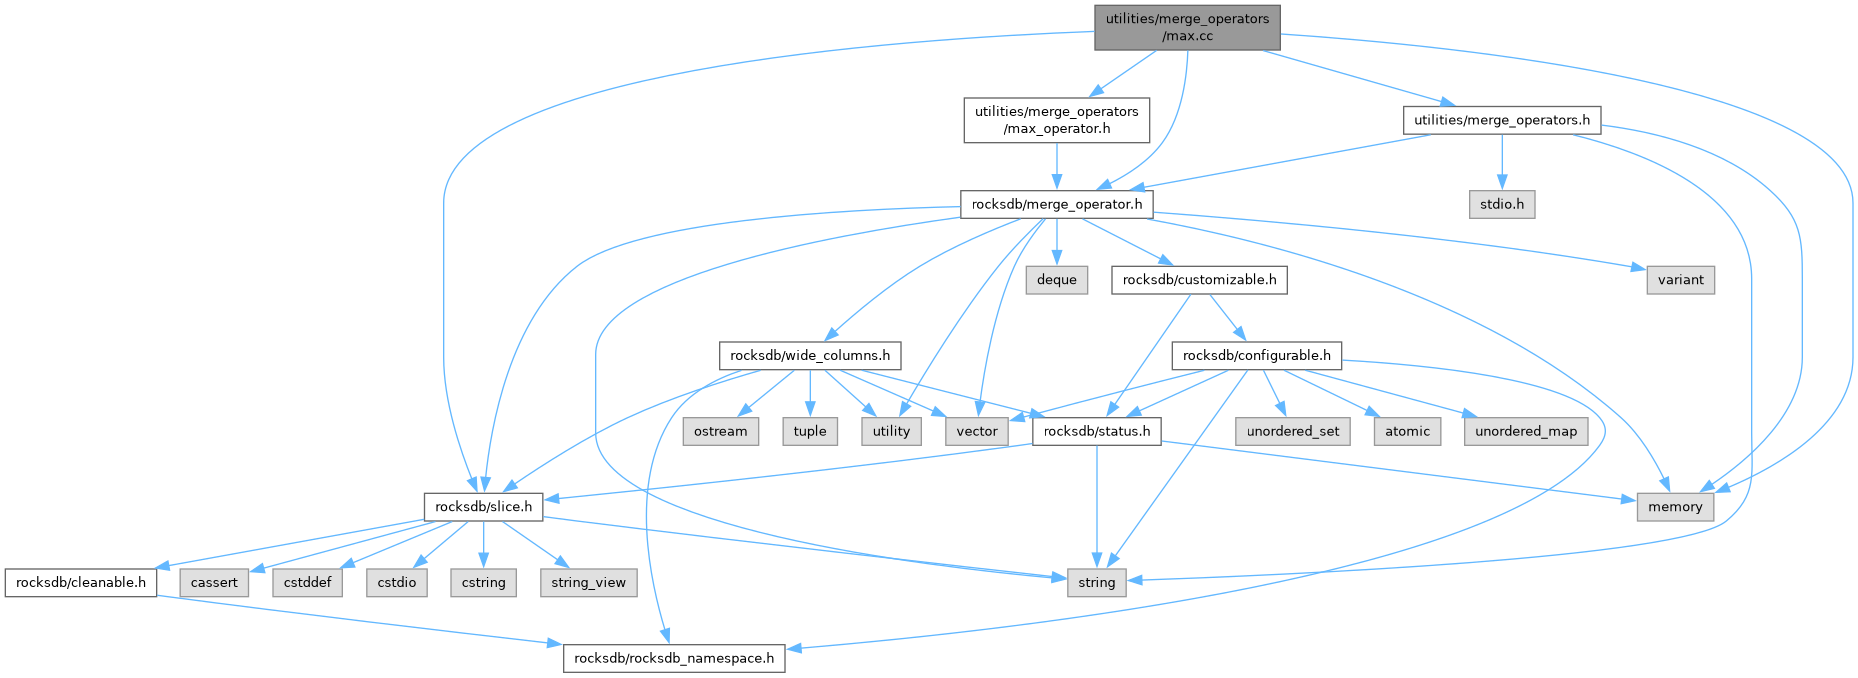 utilities/merge_operators
/max.cc
utilities/merge_operators
/max_operator.h
utilities/merge_operators.h
rocksdb/merge_operator.h
stdio.h
deque
rocksdb/customizable.h
variant
rocksdb/wide_columns.h
rocksdb/configurable.h
ostream
tuple
utility
vector
rocksdb/status.h
unordered_set
atomic
unordered_map
rocksdb/slice.h
memory
rocksdb/cleanable.h
cassert
cstddef
cstdio
cstring
string_view
string
rocksdb/rocksdb_namespace.h